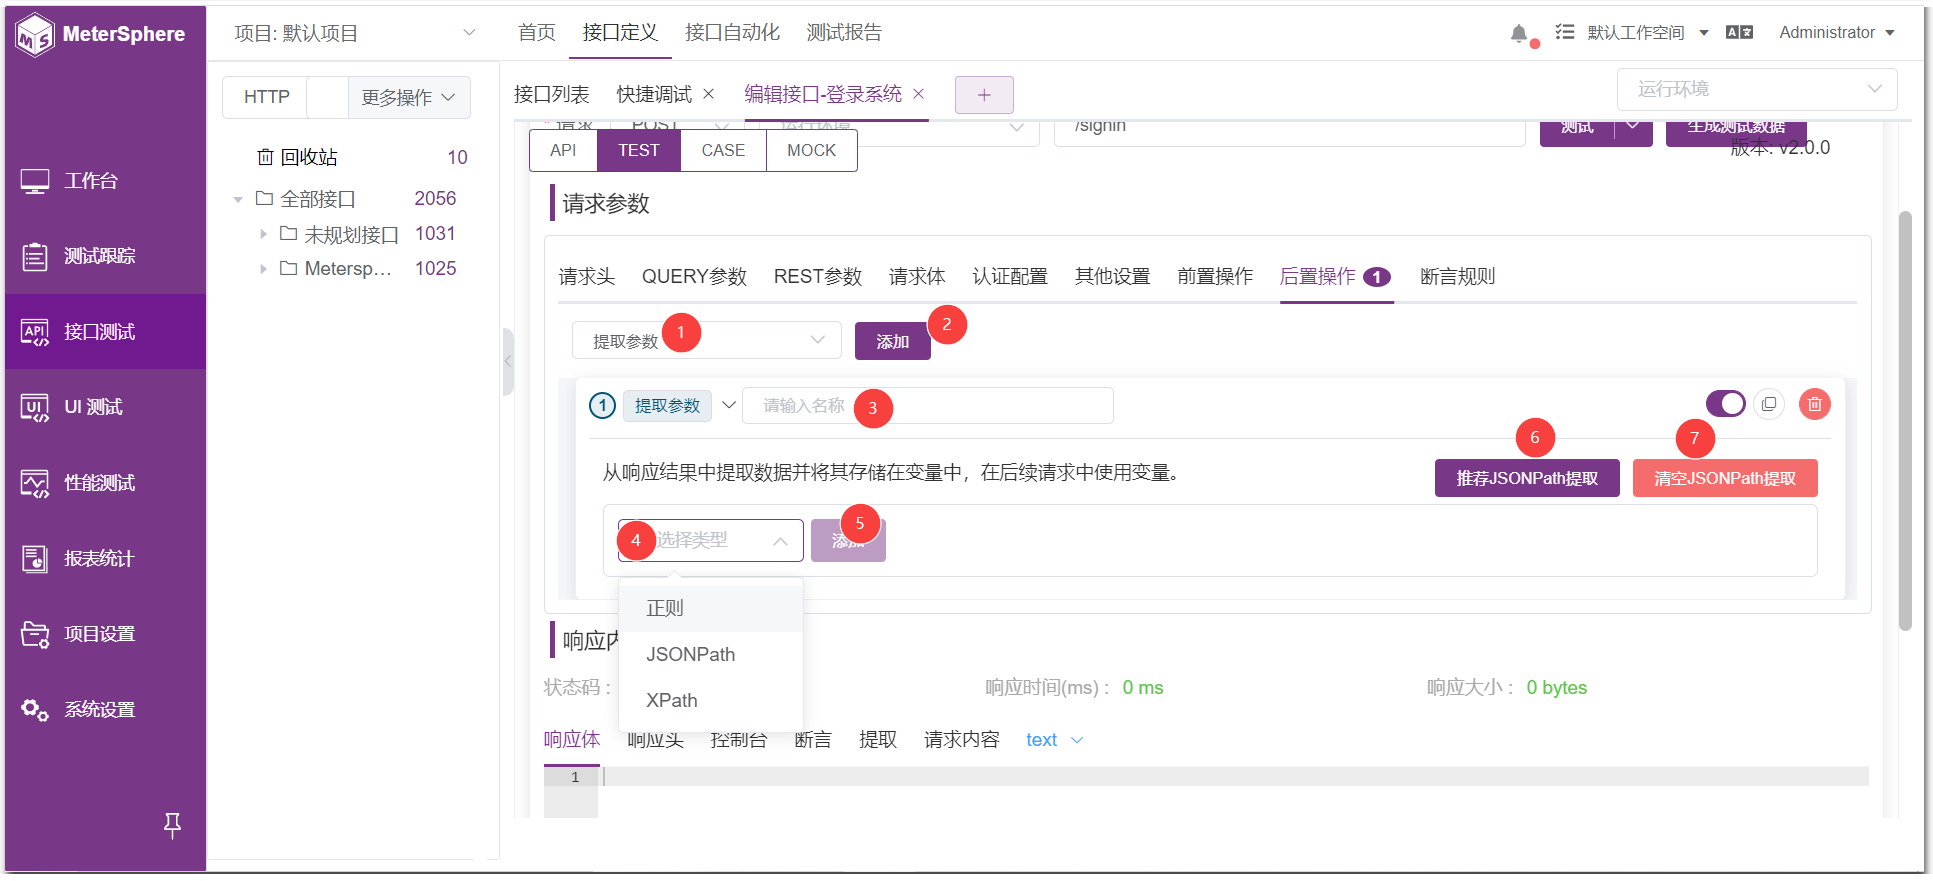 MeterSphere
项目: 默认项目
首页 接口定义 接口自动化 测试报告
默认工作空间
Administrator
HTTP 更多操作
接口列表 快捷调试 编辑接口-登录系统 +
运行环境
请求 POST 运行环境 /signin 测试 生成测试数据
API TEST CASE MOCK
版本: v2.0.0
回收站 10
全部接口 2056
未规划接口 1031
Metersp... 1025
工作台
测试跟踪
接口测试
UI 测试
性能测试
报表统计
项目设置
系统设置
请求参数
请求头 QUERY参数 REST参数 请求体 认证配置 其他设置 前置操作 后置操作 1 断言规则
提取参数 1 添加 2
1 提取参数 请输入名称 3
6 7
从响应结果中提取数据并将其存储在变量中，在后续请求中使用变量。
推荐JSONPath提取 清空JSONPath提取
4 选择类型 5
正则
JSONPath
XPath
响应内
状态码 : 响应时间(ms) : 0 ms 响应大小 : 0 bytes
响应体 响应头 控制台 断言 提取 请求内容 text
1